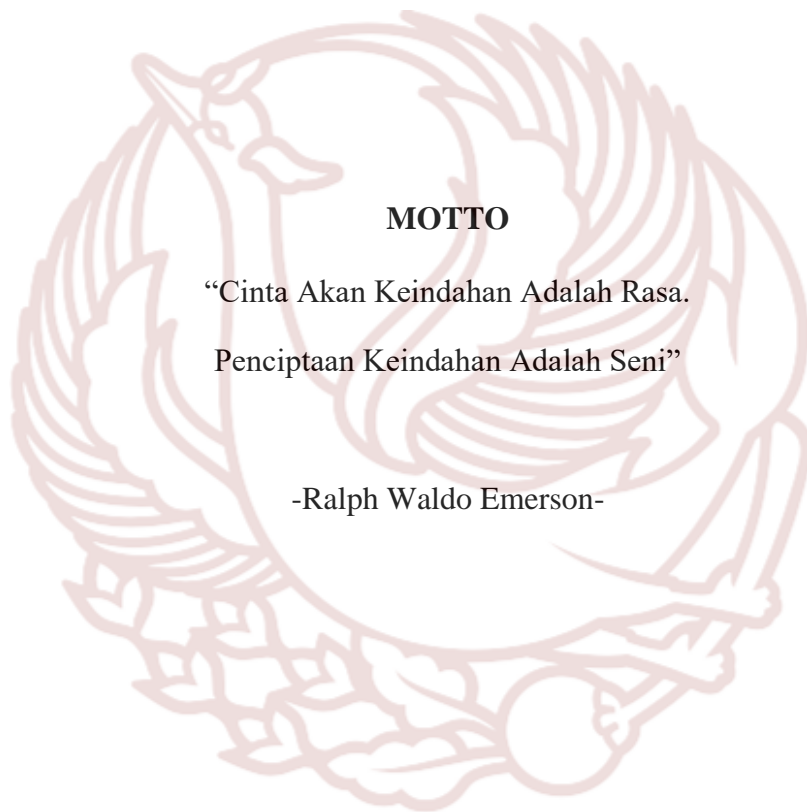 MOTTO
“Cinta Akan Keindahan Adalah Rasa.
Penciptaan Keindahan Adalah Seni”
-Ralph Waldo Emerson-